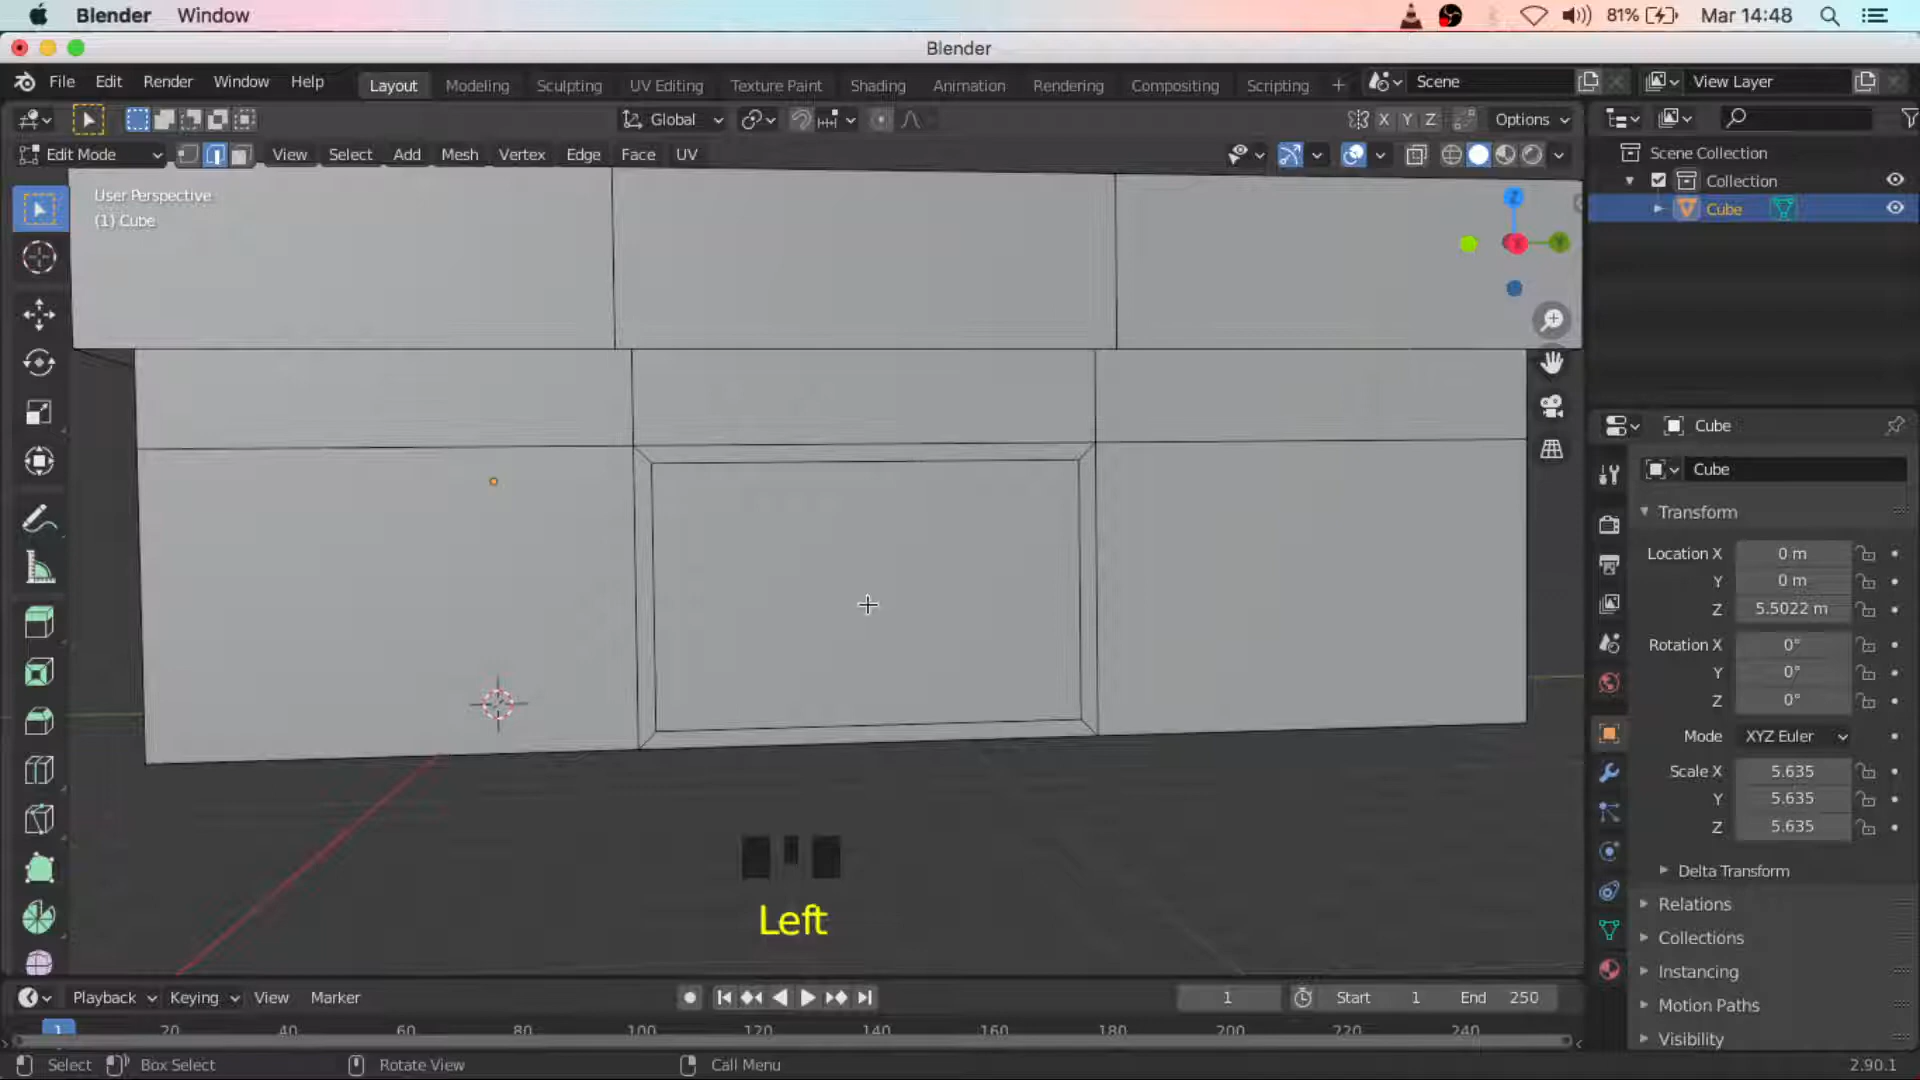 Blender Window 81% Mar 14:48
Blender
File Edit Render Window Help Layout Modeling Sculpting UV Editing Texture Paint Shading Animation Rendering Compositing Scripting + Scene View Layer
Global X Y Z Options
Edit Mode View Select Add Mesh Vertex Edge Face UV
Scene Collection
Collection
Cube
User Perspective
(1) Cube
Z
X
Y
Cube
Cube
Transform
Location X 0 m
Y 0 m
Z 5.5022 m
Rotation X 0°
Y 0°
Z 0°
Mode XYZ Euler
Scale X 5.635
Y 5.635
Z 5.635
Delta Transform
Relations
Collections
Instancing
Motion Paths
Visibility
Left
Playback Keying View Marker 1 Start 1 End 250
1 20 40 60 80 100 120 140 160 180 200 220 240
Select Box Select Rotate View Call Menu 2.90.1